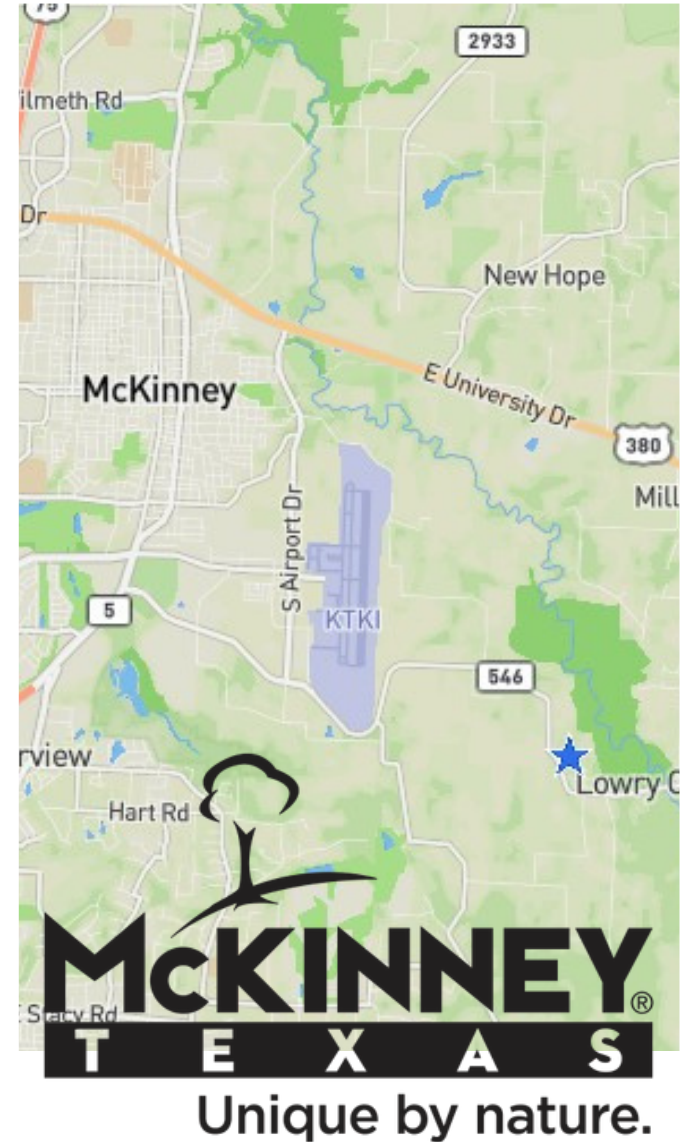 75
ilmeth Rd
2933
Dr
New Hope
McKinney
E University Dr
380
Mill
S Airport Dr
5
KTKI
546
rview
Lowry C
Hart Rd
McKINNEY®
E Stacy Rd
TEXAS
Unique by nature.